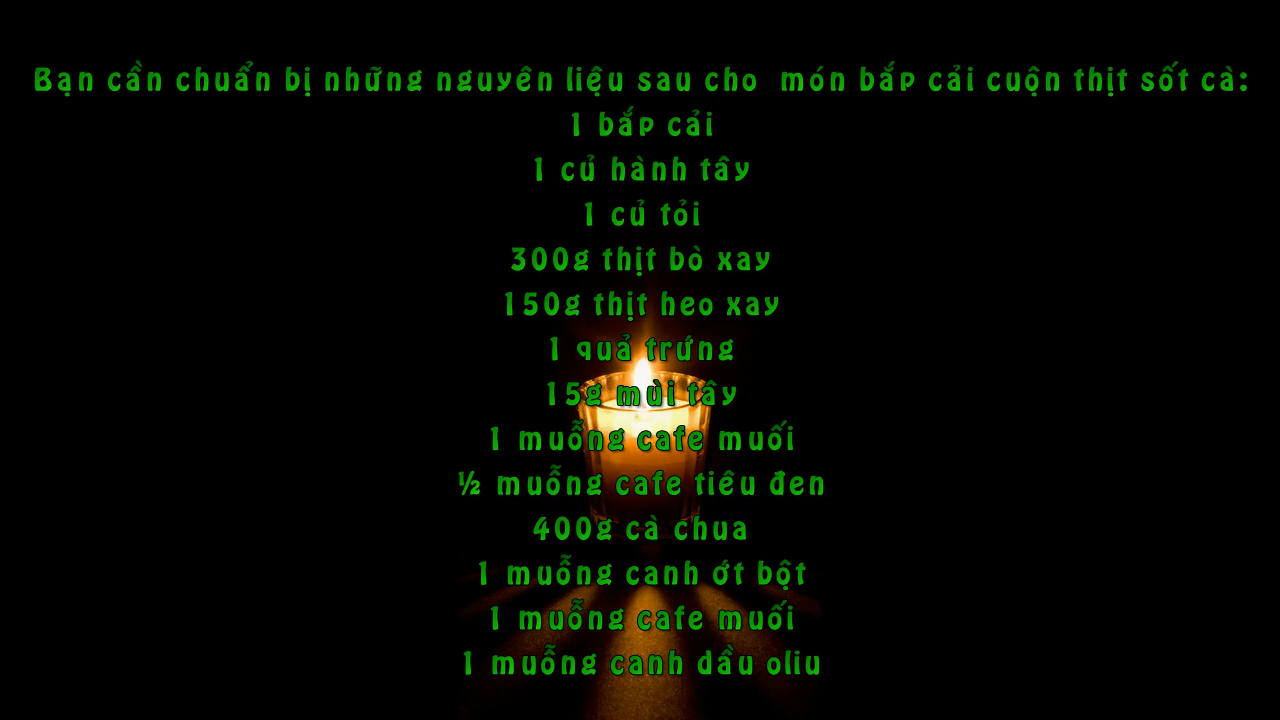 Bạn cần chuẩn bị những nguyên liệu sau cho món bắp cải cuộn thịt sốt cà:
1 bắp cải
1 củ hành tây
1 củ tỏi
300g thịt bò xay
150g thịt heo xay
1 quả trứng
15g mùi tây
1 muỗng cafe muối
½ muỗng cafe tiêu đen
400g cà chua
1 muỗng canh ớt bột
1 muỗng cafe muối
1 muỗng canh dầu oliu